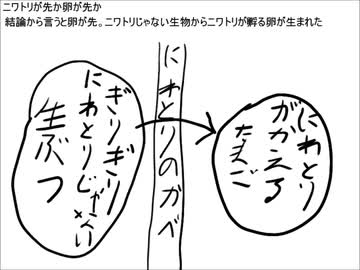 ニワトリが先か卵が先か
結論から言うと卵が先。ニワトリじゃない生物からニワトリが孵る卵が生まれた
ぎりぎり
にわとりじゃない
生ぶつ
にわとりのかべ
にわとり
がかえる
たまご